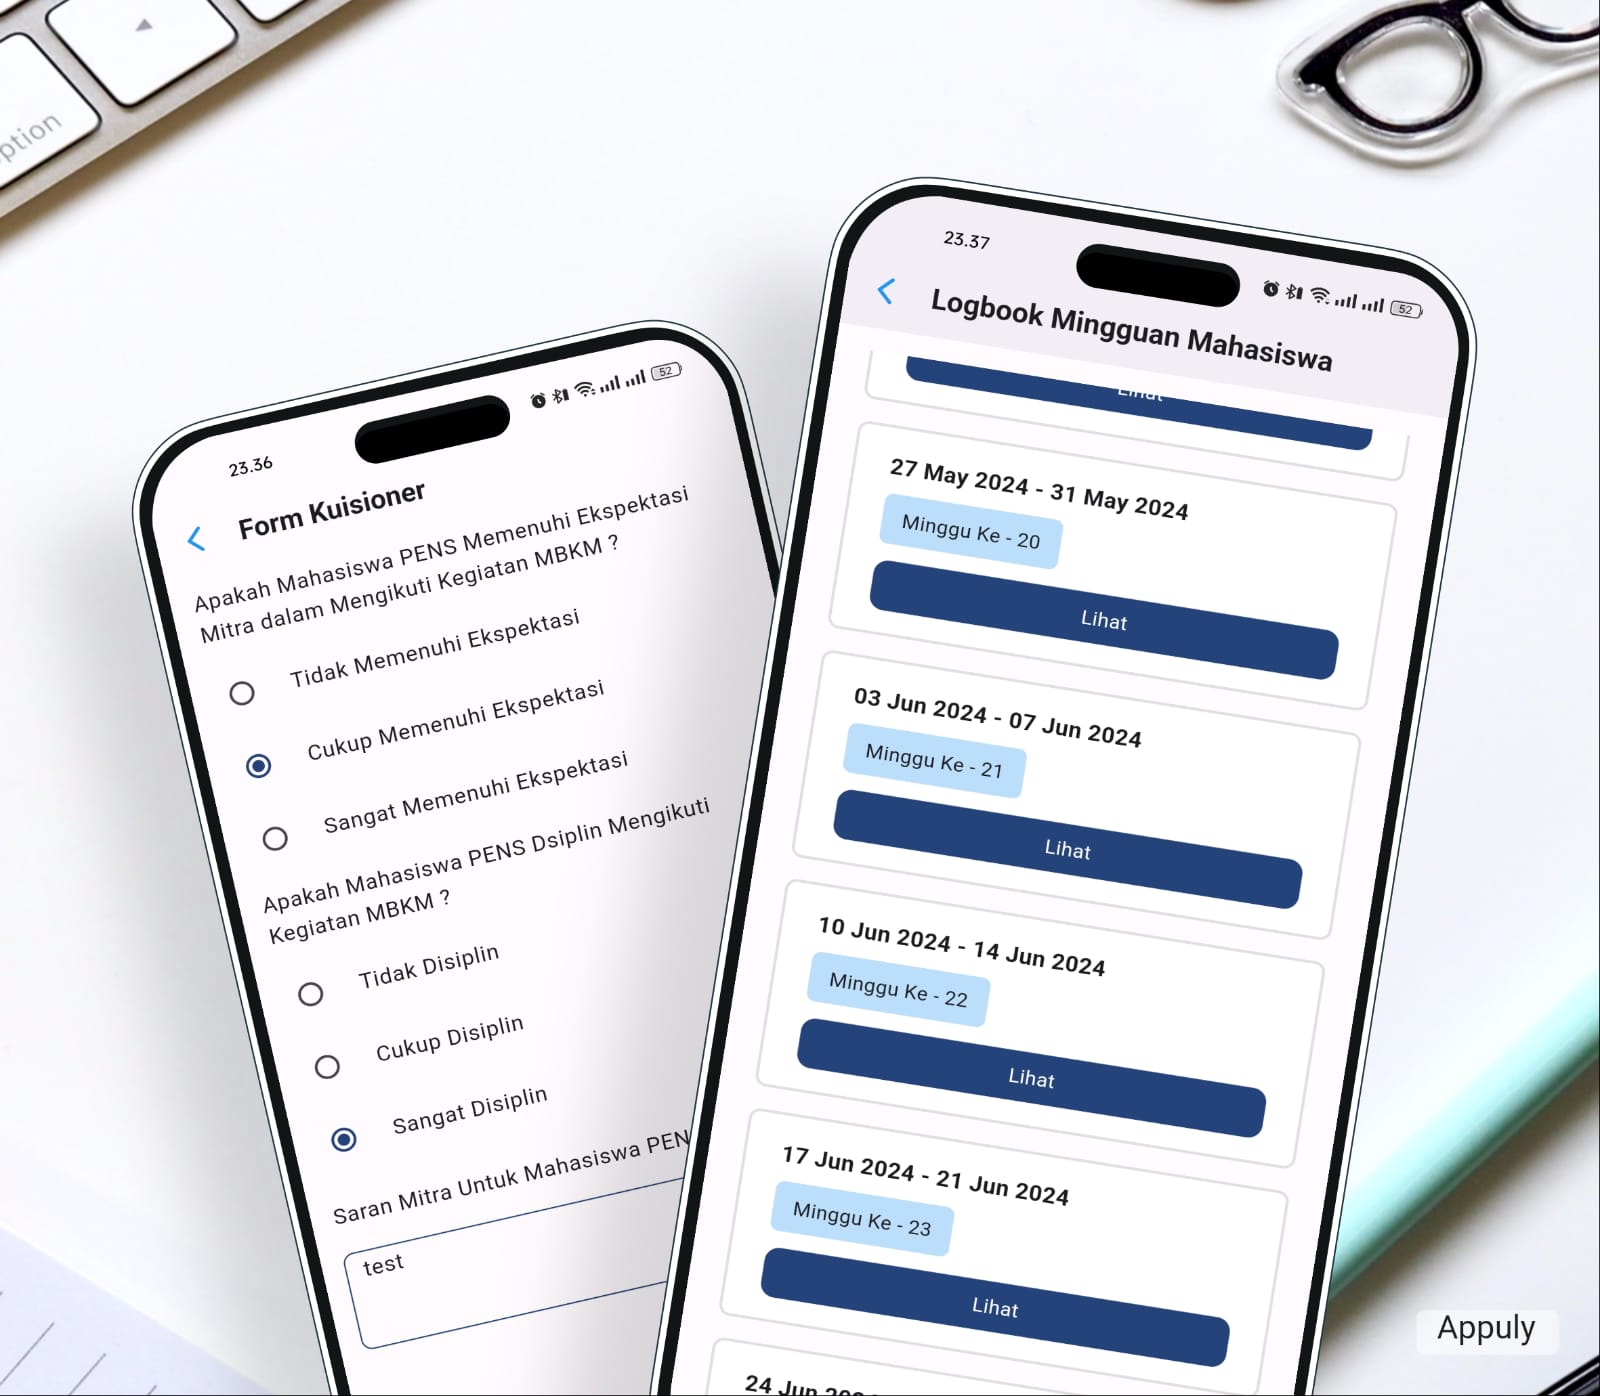 ption
23.36
52
Form Kuisioner
Apakah Mahasiswa PENS Memenuhi Ekspektasi
Mitra dalam Mengikuti Kegiatan MBKM ?
Tidak Memenuhi Ekspektasi
Cukup Memenuhi Ekspektasi
Sangat Memenuhi Ekspektasi
Apakah Mahasiswa PENS Dsiplin Mengikuti
Kegiatan MBKM ?
Tidak Disiplin
Cukup Disiplin
Sangat Disiplin
Saran Mitra Untuk Mahasiswa PEN
test
23.37
52
Logbook Mingguan Mahasiswa
Lihat
27 May 2024 - 31 May 2024
Minggu Ke - 20
Lihat
03 Jun 2024 - 07 Jun 2024
Minggu Ke - 21
Lihat
10 Jun 2024 - 14 Jun 2024
Minggu Ke - 22
Lihat
17 Jun 2024 - 21 Jun 2024
Minggu Ke - 23
Lihat
24 Jun
Appuly